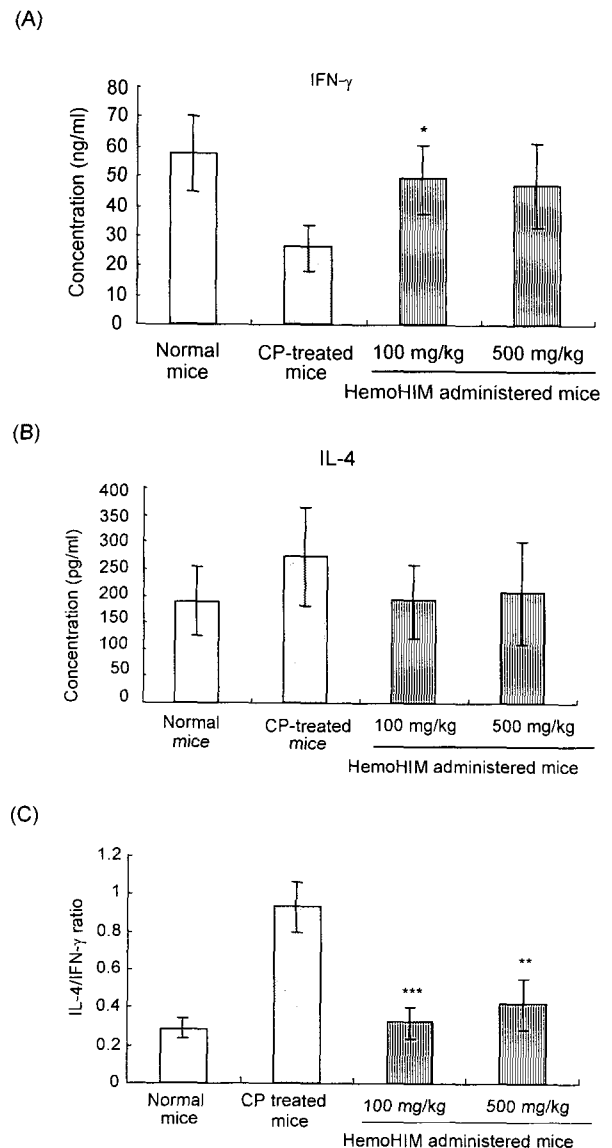 (A)
IFN-γ
Concentration (ng/ml)
80
70
60
50
40
30
20
10
0
*
Normal mice
CP-treated mice
100 mg/kg
500 mg/kg
HemoHIM administered mice
(B)
IL-4
Concentration (pg/ml)
400
350
300
250
200
150
100
50
0
Normal mice
CP-treated mice
100 mg/kg
500 mg/kg
HemoHIM administered mice
(C)
IL-4/IFN-γ ratio
1.2
1
0.8
0.6
0.4
0.2
0
***
**
Normal mice
CP treated mice
100 mg/kg
500 mg/kg
HemoHIM administered mice